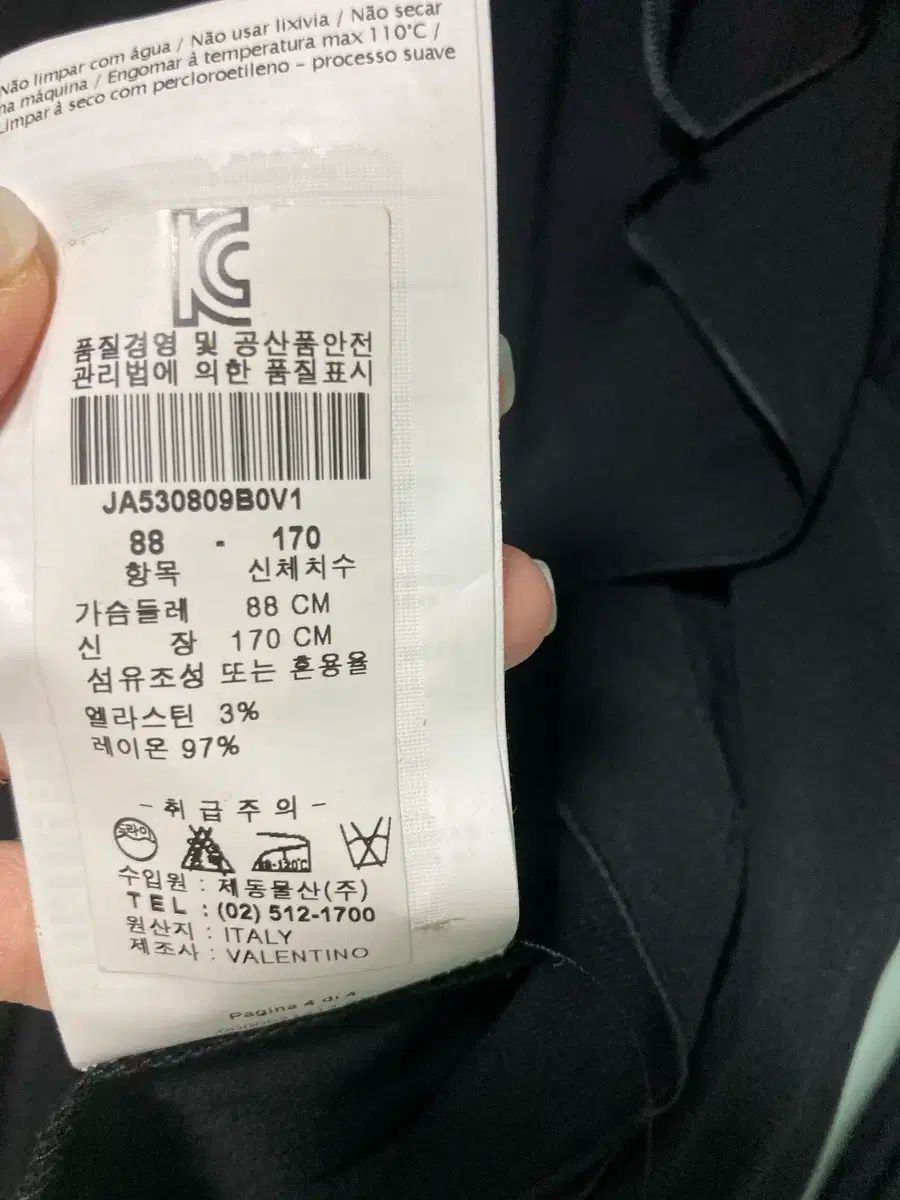 Não limpar com água / Não usar lixívia / Não secar
na máquina / Engomar à temperatura max 110°C /
Limpar à seco com percloroetileno – processo suave
KC
품질경영 및 공산품안전
관리법에 의한 품질표시
JA530809B0V1
88 - 170
항목 신체치수
가슴들레 88 CM
신 장 170 CM
섬유조성 또는 혼용율
엘라스틴 3%
레이온 97%
- 취급주의 -
드라이
수입원 : 제동물산(주)
TEL : (02) 512-1700
원산지 : ITALY
제조사 : VALENTINO
Pagina 4 di 4